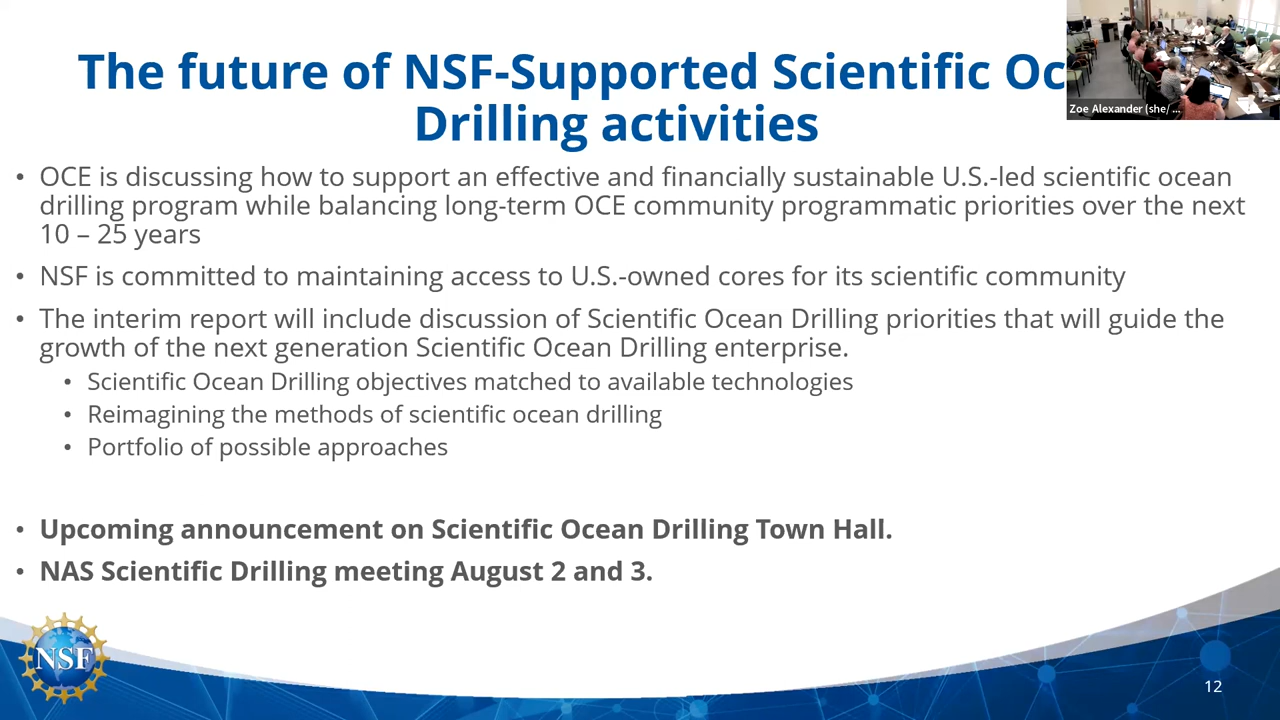 The future of NSF-Supported Scientific Oc
Drilling activities
Zoe Alexander (she/ ...
• OCE is discussing how to support an effective and financially sustainable U.S.-led scientific ocean
drilling program while balancing long-term OCE community programmatic priorities over the next
10 – 25 years
• NSF is committed to maintaining access to U.S.-owned cores for its scientific community
• The interim report will include discussion of Scientific Ocean Drilling priorities that will guide the
growth of the next generation Scientific Ocean Drilling enterprise.
• Scientific Ocean Drilling objectives matched to available technologies
• Reimagining the methods of scientific ocean drilling
• Portfolio of possible approaches
• Upcoming announcement on Scientific Ocean Drilling Town Hall.
• NAS Scientific Drilling meeting August 2 and 3.
NSF
12